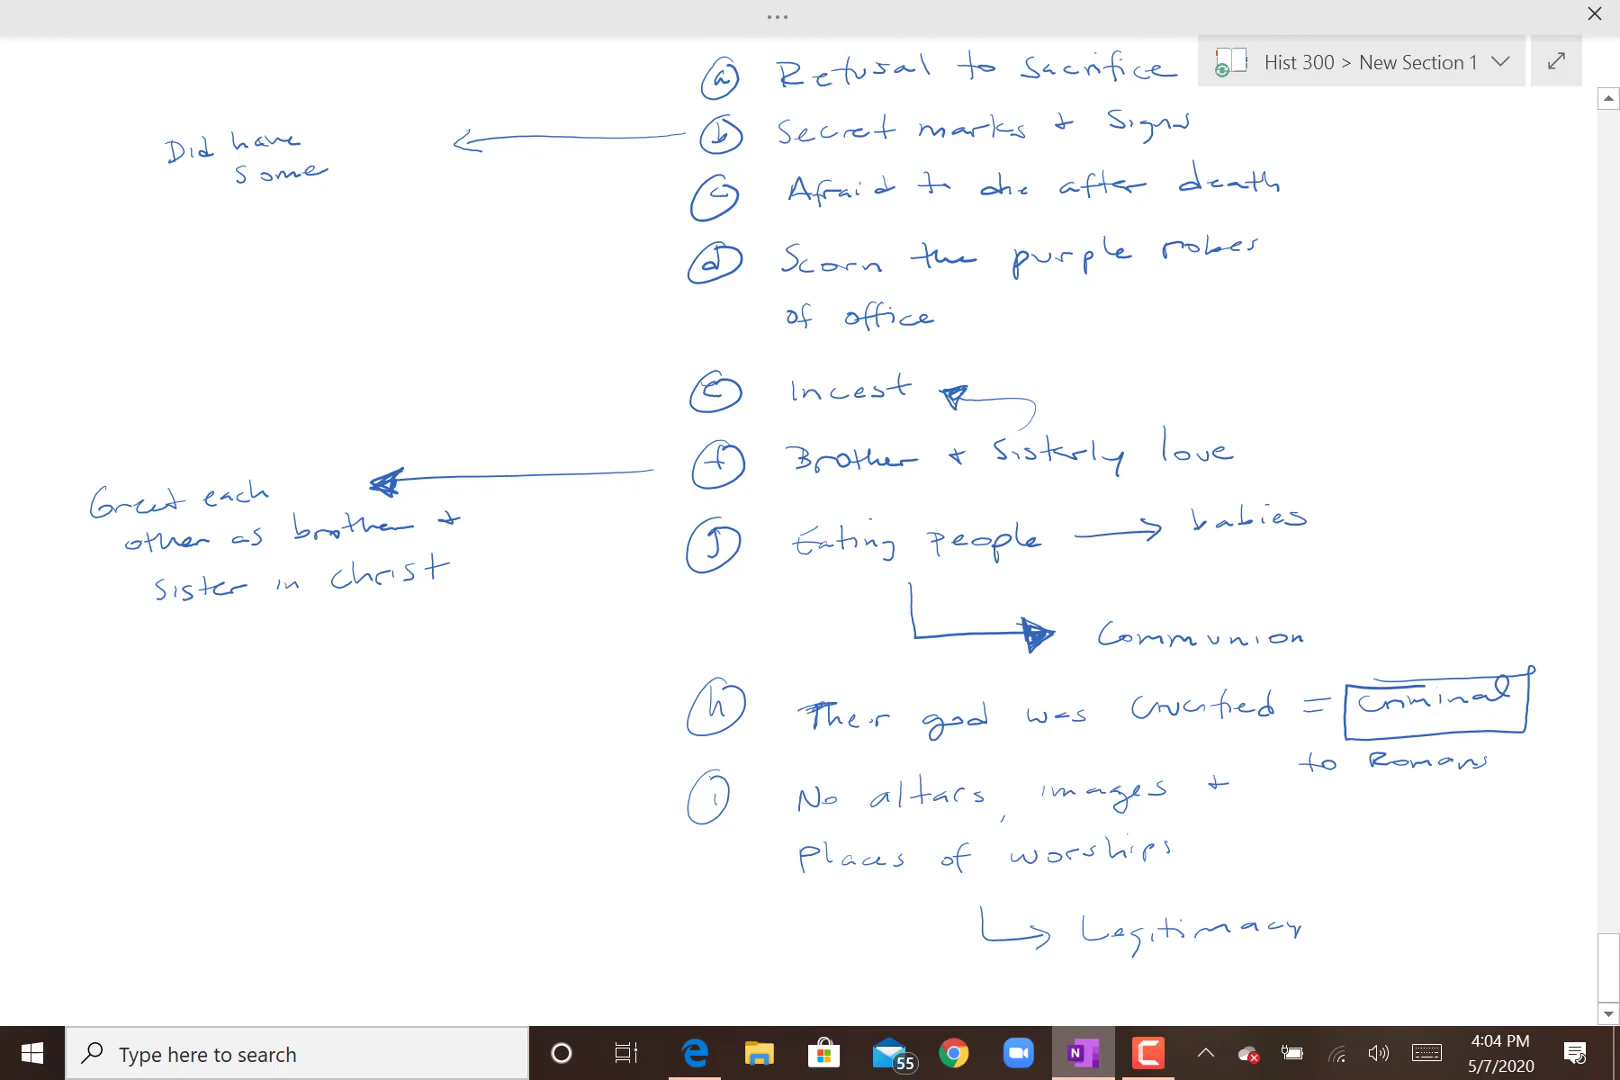 Hist 300 > New Section 1
(a) Refusal to Sacrifice
(b) Secret marks + Signs
Did have
some
(c) Afraid to die after death
(d) Scorn the purple robes
of office
(e) Incest
(f) Brother + Sisterly love
Greet each
other as brother +
sister in Christ
(g) Eating people → babies
Communion
(h) Their god was crucified = criminal
to Romans
(i) No altars, images +
Places of worships
Legitimacy
Type here to search
55
4:04 PM
5/7/2020